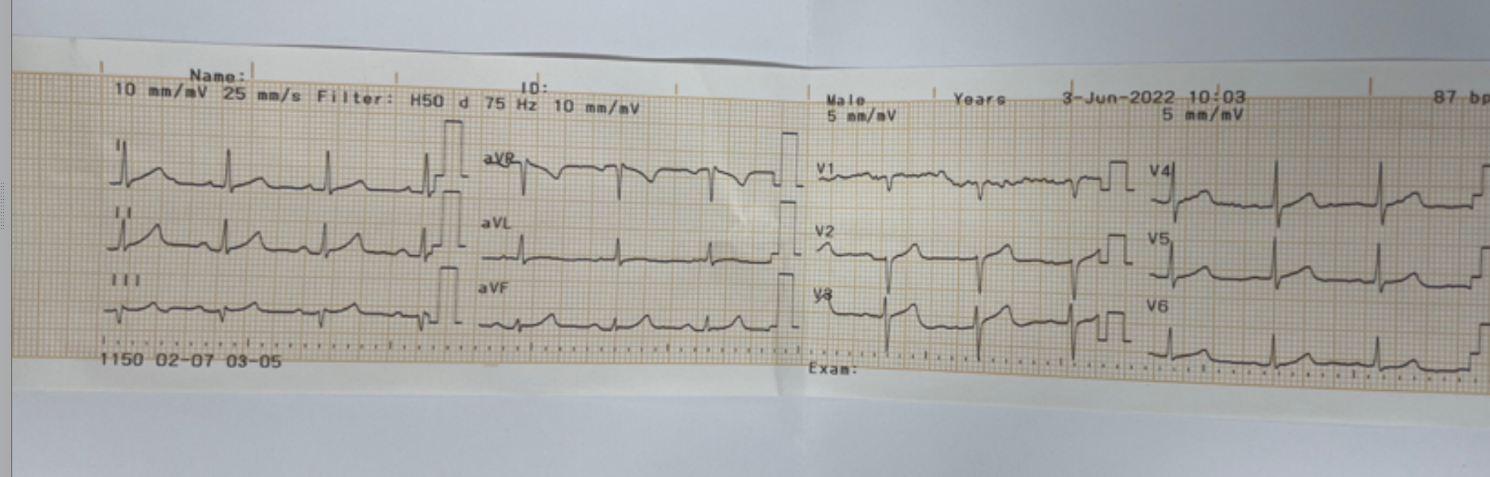 Name: ID:
10 mm/mV 25 mm/s Filter: H50 d 75 Hz 10 mm/mV
Male Years 3-Jun-2022 10:03 87 bp
5 mm/mV 5 mm/mV
I aVR V1 V4
II aVL V2 V5
III aVF V3 V6
1150 02-07 03-05
Exam: